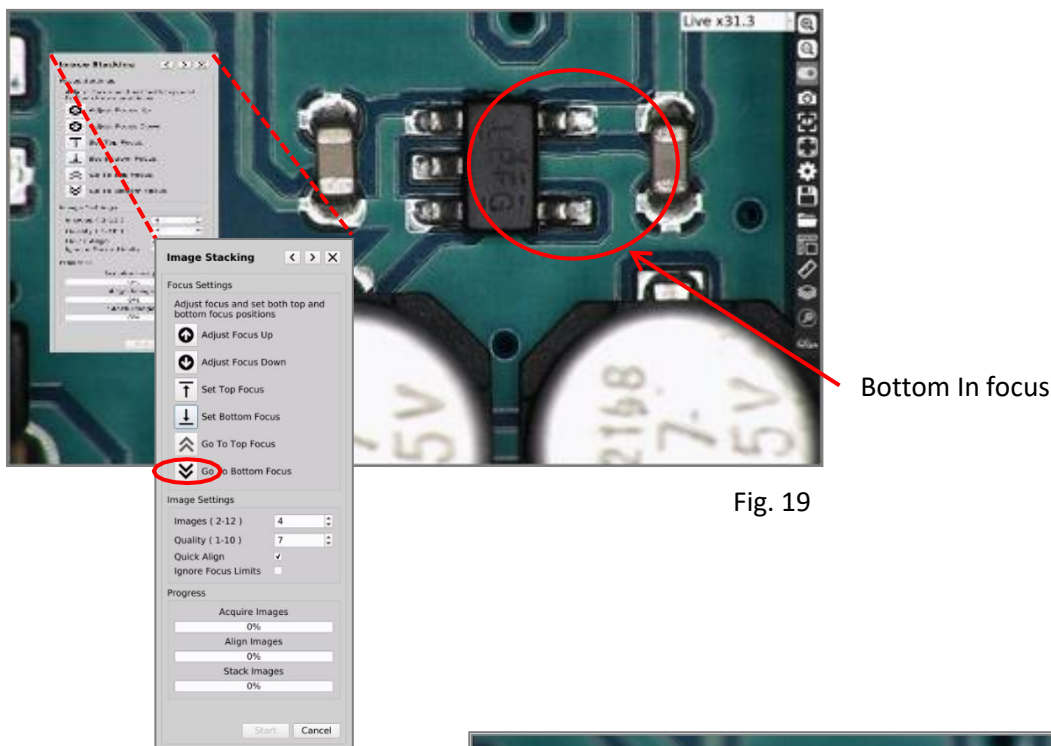 Live x31.3
Image Stacking
Focus Settings
Adjust focus and set both top and
bottom focus positions
Adjust Focus Up
Adjust Focus Down
Set Top Focus
Set Bottom Focus
Go To Top Focus
Go To Bottom Focus
Image Settings
Images ( 2-12 ) 4
Quality ( 1-10 ) 7
Quick Align
Ignore Focus Limits
Progress
Acquire Images
0%
Align Images
0%
Stack Images
0%
Start Cancel
2168
7.
5V
5V
Bottom In focus
Fig. 19